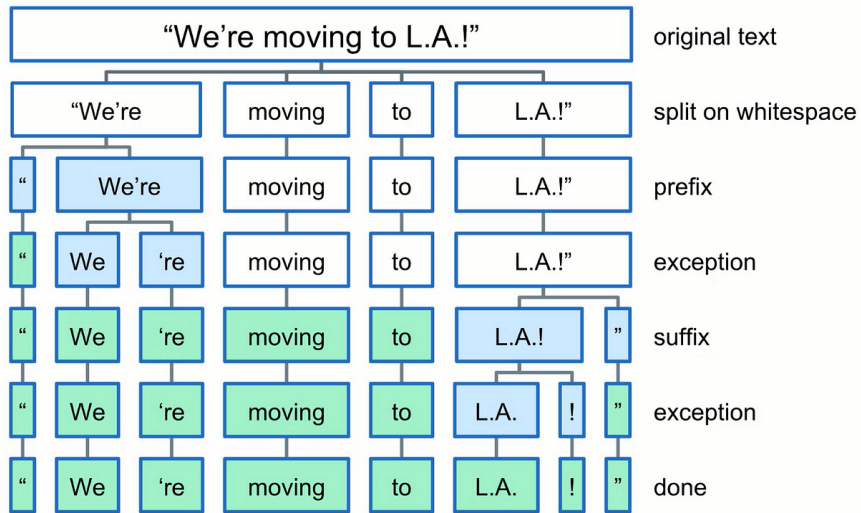 “We’re moving to L.A.!” original text
“We’re moving to L.A.!” split on whitespace
“ We’re moving to L.A.!” prefix
“ We ‘re moving to L.A.!” exception
“ We ‘re moving to L.A.! ” suffix
“ We ‘re moving to L.A. ! ” exception
“ We ‘re moving to L.A. ! ” done